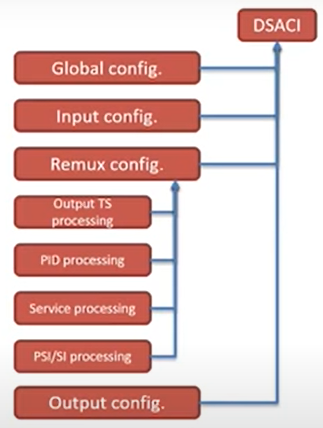 DSACI
Global config.
Input config.
Remux config.
Output TS
processing
PID processing
Service processing
PSI/SI processing
Output config.